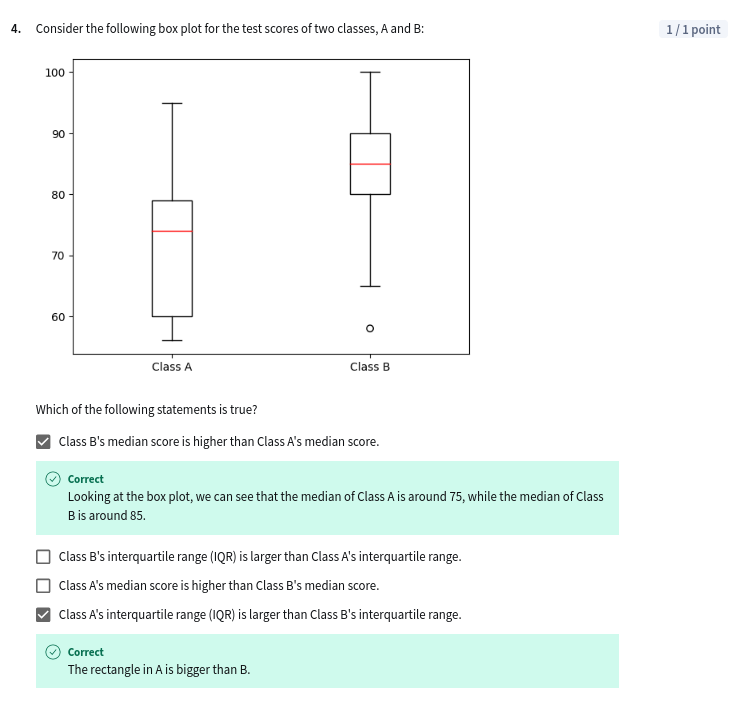 4. Consider the following box plot for the test scores of two classes, A and B:
1 / 1 point
100
90
80
70
60
Class A Class B
Which of the following statements is true?
Class B's median score is higher than Class A's median score.
Correct
Looking at the box plot, we can see that the median of Class A is around 75, while the median of Class
B is around 85.
Class B's interquartile range (IQR) is larger than Class A's interquartile range.
Class A's median score is higher than Class B's median score.
Class A's interquartile range (IQR) is larger than Class B's interquartile range.
Correct
The rectangle in A is bigger than B.